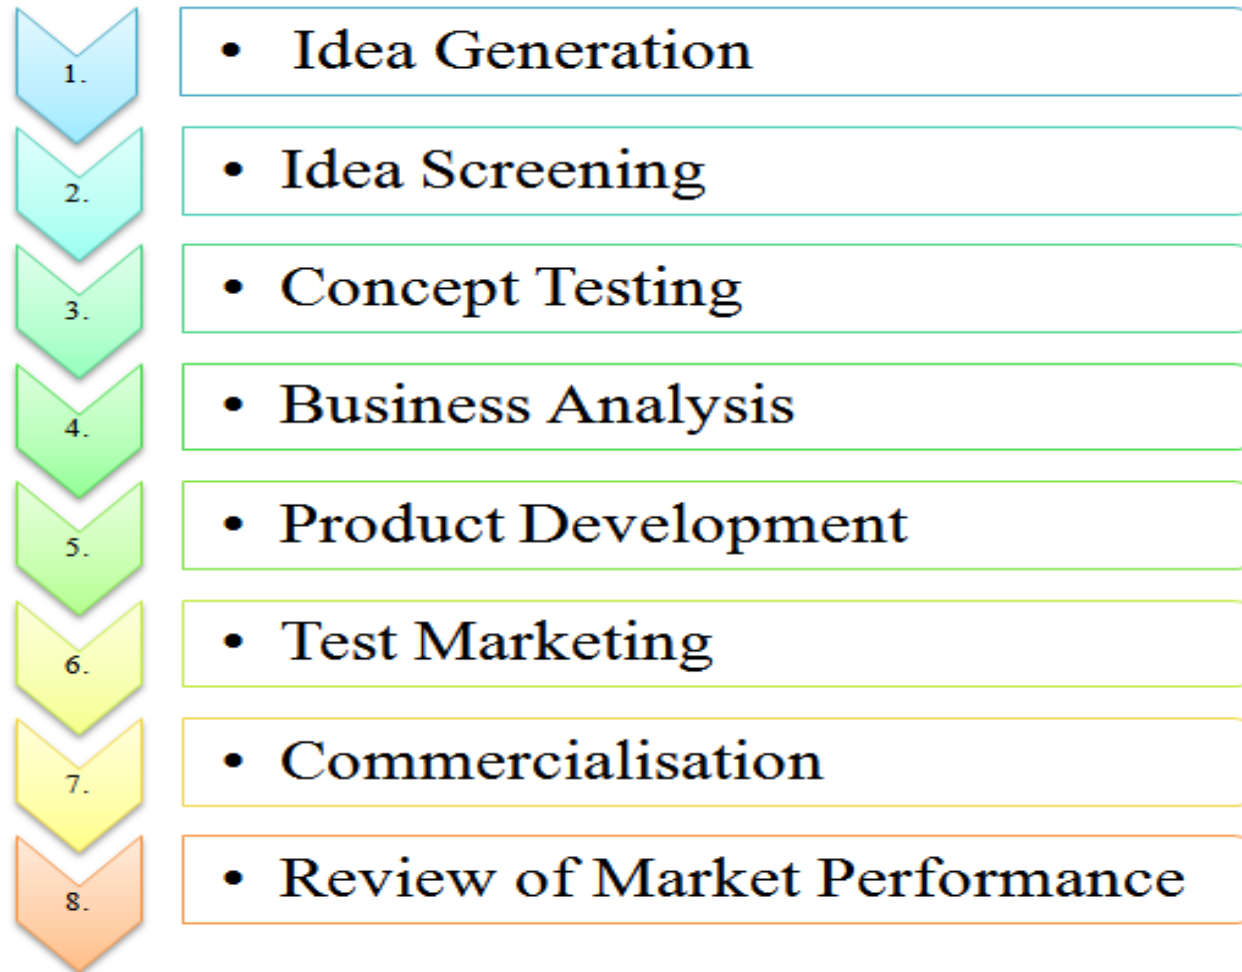 1. • Idea Generation
2. • Idea Screening
3. • Concept Testing
4. • Business Analysis
5. • Product Development
6. • Test Marketing
7. • Commercialisation
8. • Review of Market Performance